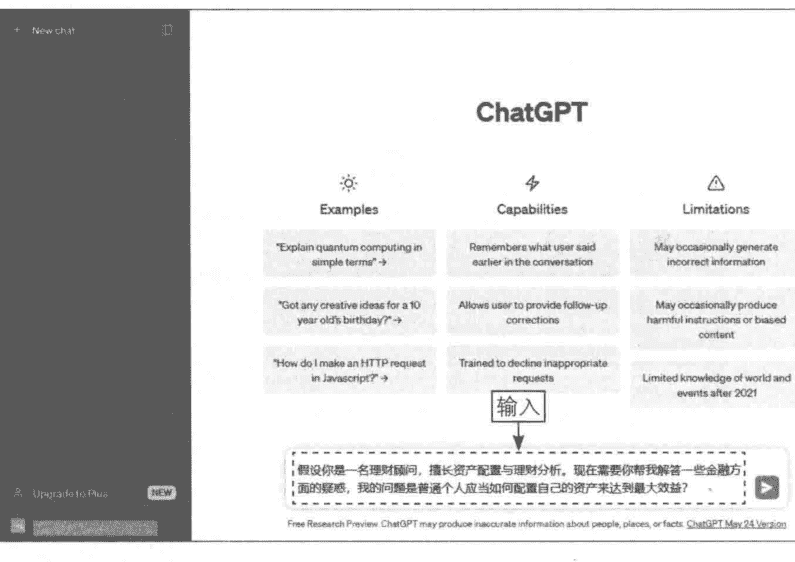 New chat
ChatGPT
Examples
Capabilities
Limitations
"Explain quantum computing in
simple terms" →
Remembers what user said
earlier in the conversation
May occasionally generate
incorrect information
"Got any creative ideas for a 10
year old's birthday?" →
Allows user to provide follow-up
corrections
May occasionally produce
harmful instructions or biased
content
"How do I make an HTTP request
in Javascript?" →
Trained to decline inappropriate
requests
Limited knowledge of world and
events after 2021
输入
假设你是一名理财顾问，擅长资产配置与理财分析。现在需要你帮我解答一些金融方
面的疑惑，我的问题是普通个人应当如何配置自己的资产来达到最大效益？
Upgrade to Plus
NEW
Free Research Preview. ChatGPT may produce inaccurate information about people, places, or facts. ChatGPT May 24 Version